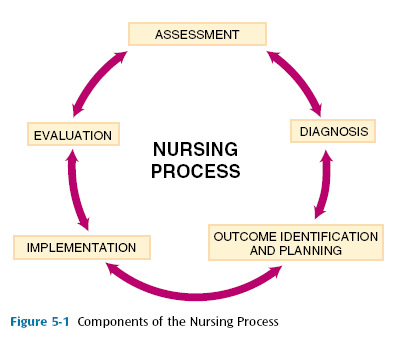 ASSESSMENT
DIAGNOSIS
OUTCOME IDENTIFICATION
AND PLANNING
IMPLEMENTATION
EVALUATION
NURSING
PROCESS
Figure 5-1 Components of the Nursing Process